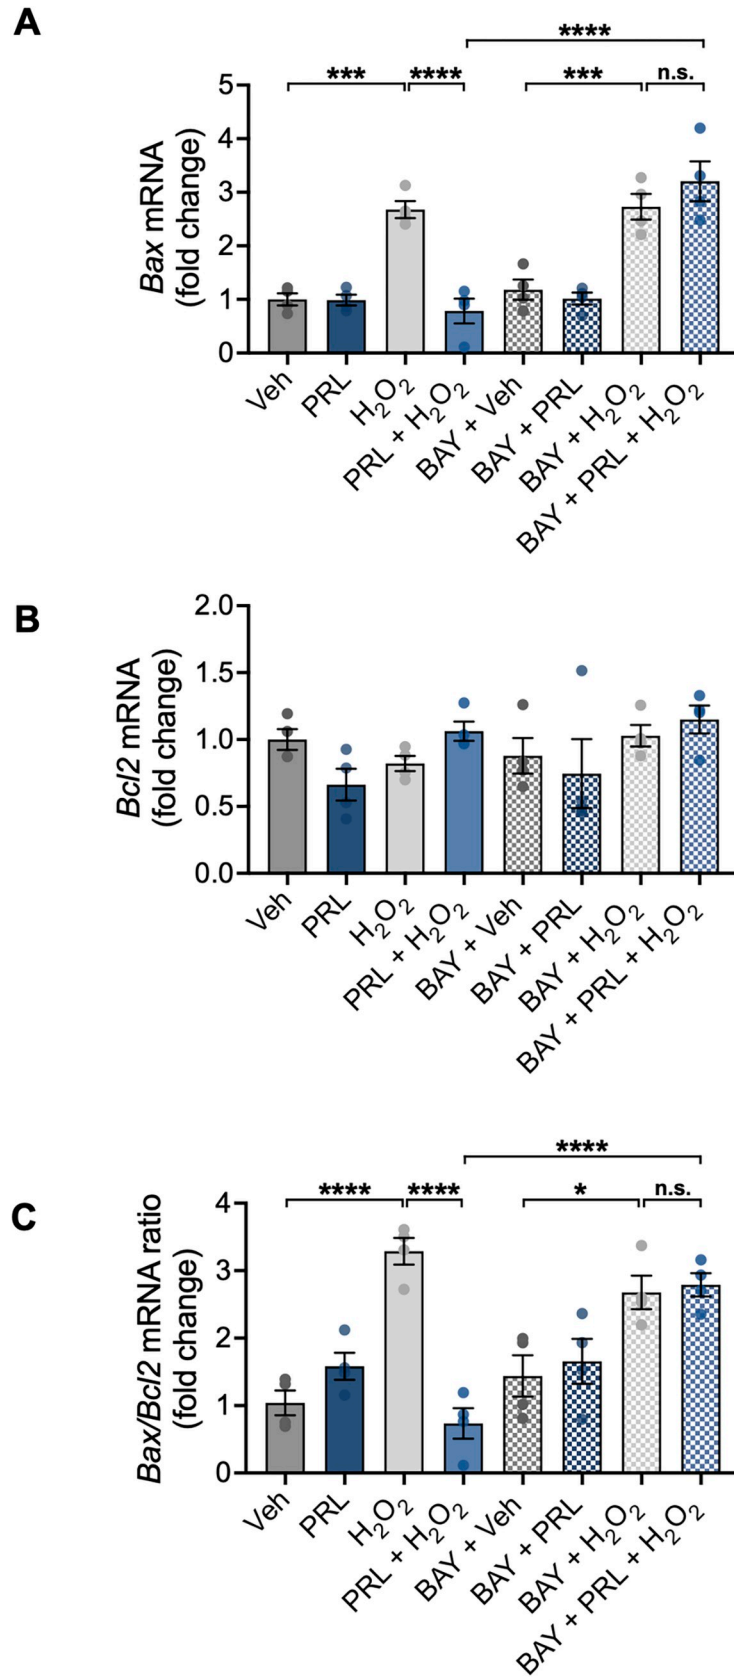 A
****
*** **** *** n.s.
Bax mRNA
(fold change)
5
4
3
2
1
0
Veh
PRL
H₂O₂
PRL + H₂O₂
BAY + Veh
BAY + PRL
BAY + H₂O₂
BAY + PRL + H₂O₂
B
Bcl2 mRNA
(fold change)
2.0
1.5
1.0
0.5
0.0
Veh
PRL
H₂O₂
PRL + H₂O₂
BAY + Veh
BAY + PRL
BAY + H₂O₂
BAY + PRL + H₂O₂
C
****
**** **** * n.s.
Bax/Bcl2 mRNA ratio
(fold change)
4
3
2
1
0
Veh
PRL
H₂O₂
PRL + H₂O₂
BAY + Veh
BAY + PRL
BAY + H₂O₂
BAY + PRL + H₂O₂